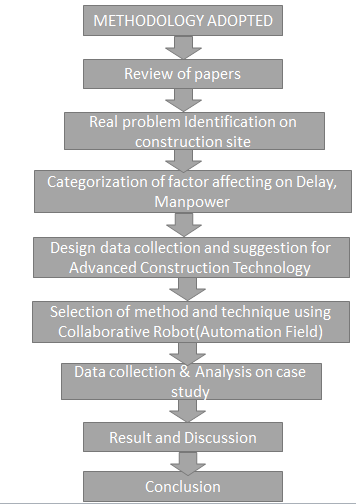 METHODOLOGY ADOPTED
Review of papers
Real problem Identification on
construction site
Categorization of factor affecting on Delay,
Manpower
Design data collection and suggestion for
Advanced Construction Technology
Selection of method and technique using
Collaborative Robot(Automation Field)
Data collection & Analysis on case
study
Result and Discussion
Conclusion